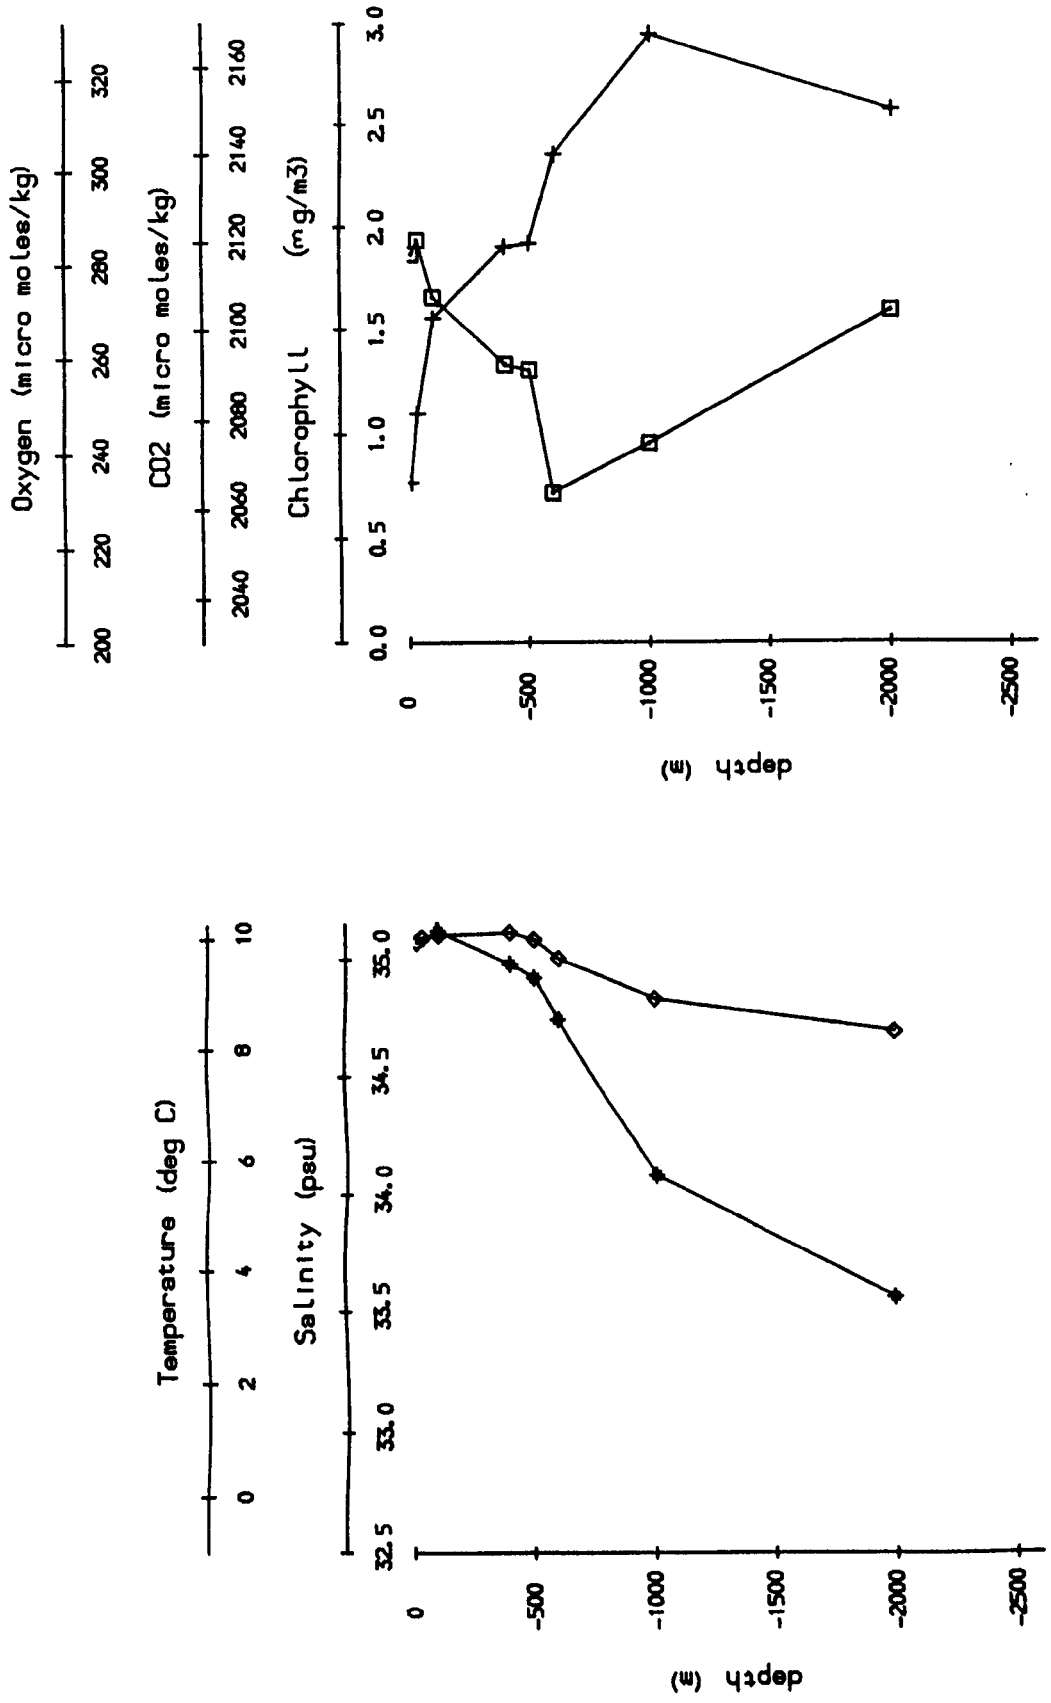 Temperature (deg C)
0 2 4 6 8 10
Salinity (psu)
32.5 33.0 33.5 34.0 34.5 35.0
depth (m)
0
-500
-1000
-1500
-2000
-2500
Oxygen (micro moles/kg)
200 220 240 260 280 300 320
CO2 (micro moles/kg)
2040 2060 2080 2100 2120 2140 2160
Chlorophyll (mg/m3)
0.0 0.5 1.0 1.5 2.0 2.5 3.0
depth (m)
0
-500
-1000
-1500
-2000
-2500